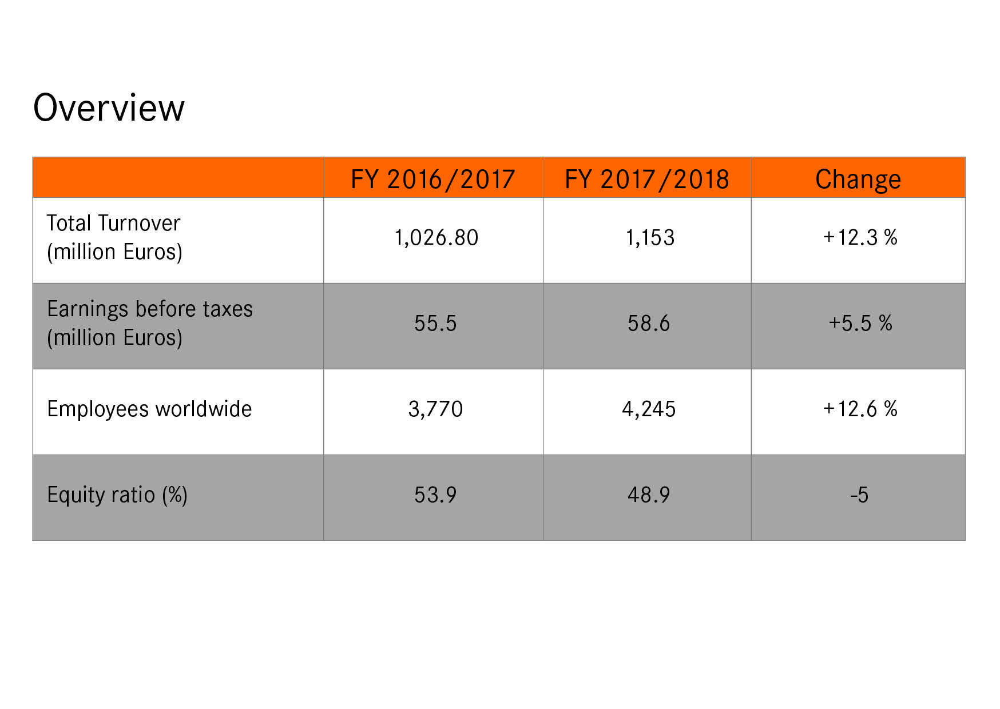 Overview
FY 2016/2017 FY 2017/2018 Change
Total Turnover
(million Euros)
1,026.80 1,153 +12.3 %
Earnings before taxes
(million Euros)
55.5 58.6 +5.5 %
Employees worldwide 3,770 4,245 +12.6 %
Equity ratio (%) 53.9 48.9 -5